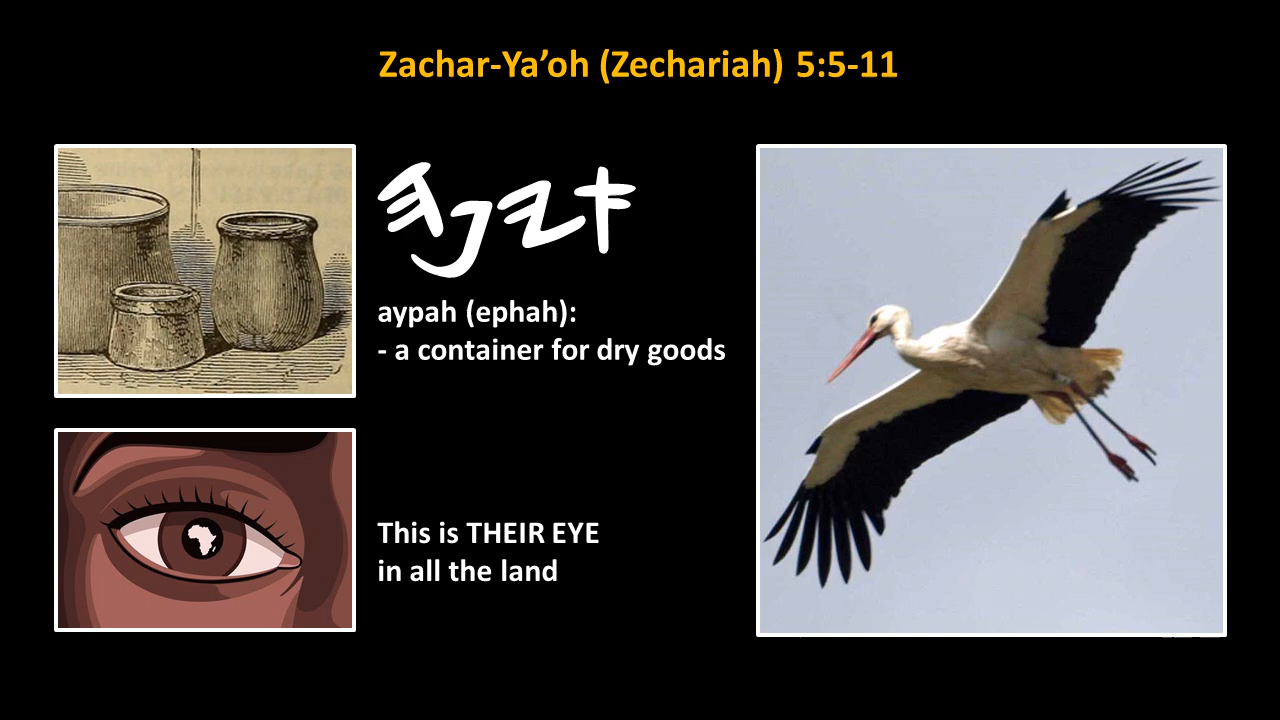 Zachar-Ya’oh (Zechariah) 5:5-11
𐤀𐤉𐤐𐤄
aypah (ephah):
- a container for dry goods
This is THEIR EYE
in all the land